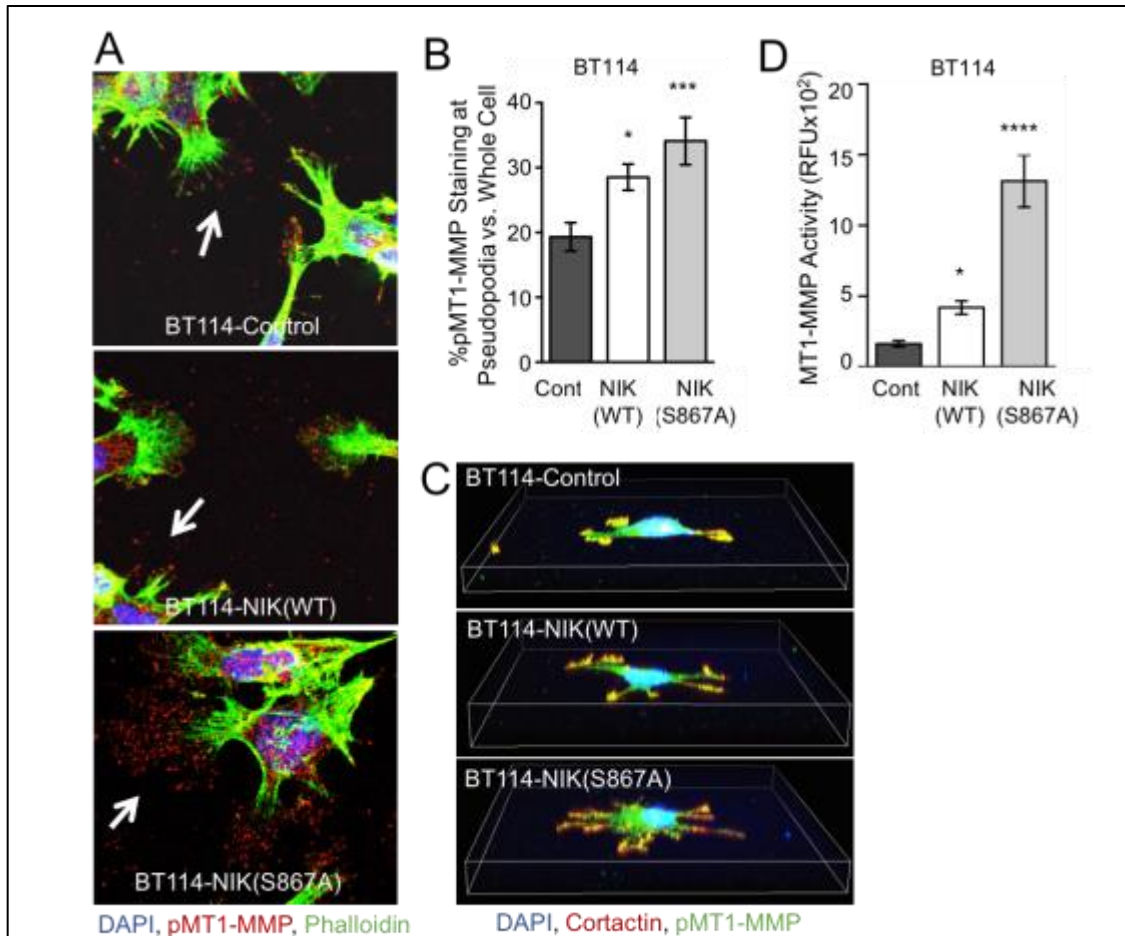 A
BT114-Control
BT114-NIK(WT)
BT114-NIK(S867A)
DAPI, pMT1-MMP, Phalloidin
B
BT114
%pMT1-MMP Staining at
Pseudopodia vs. Whole Cell
40
30
20
10
0
***
*
Cont
NIK
(WT)
NIK
(S867A)
C
BT114-Control
BT114-NIK(WT)
BT114-NIK(S867A)
DAPI, Cortactin, pMT1-MMP
D
BT114
MT1-MMP Activity (RFUx10²)
20
15
10
5
0
****
*
Cont
NIK
(WT)
NIK
(S867A)